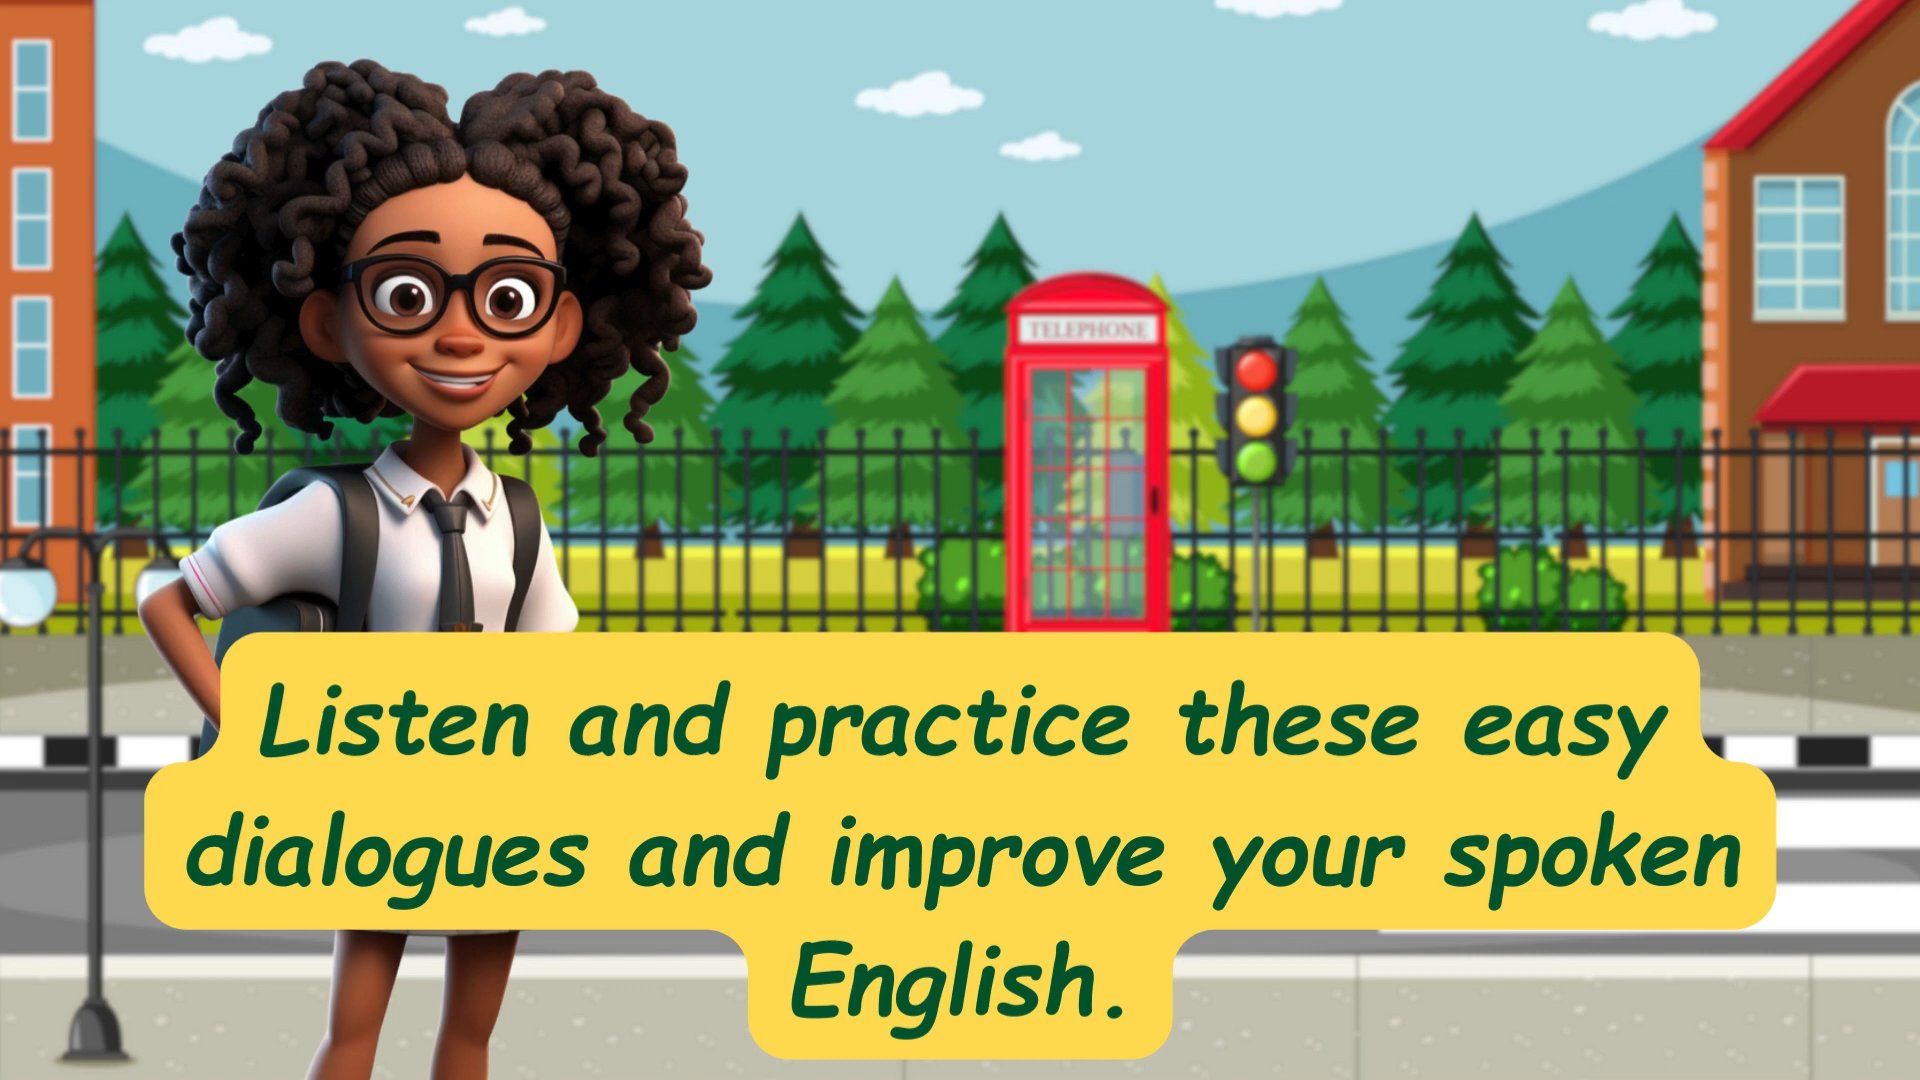 TELEPHONE
Listen and practice these easy
dialogues and improve your spoken
English.